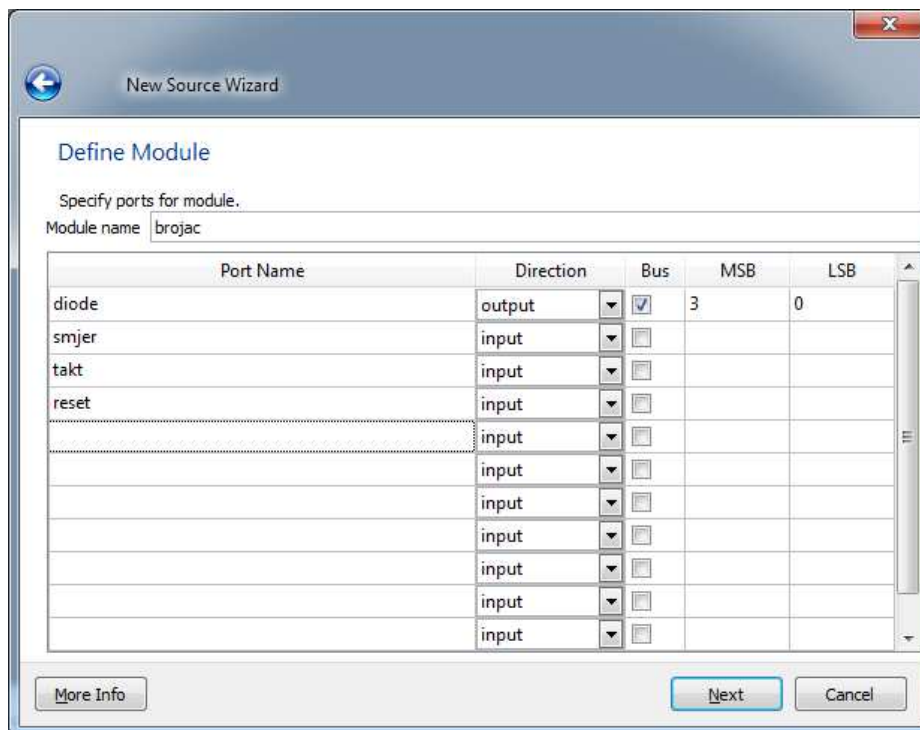 New Source Wizard
Define Module
Specify ports for module.
Module name brojac
Port Name Direction Bus MSB LSB
diode output 3 0
smjer input
takt input
reset input
input
input
input
input
input
input
input
More Info Next Cancel